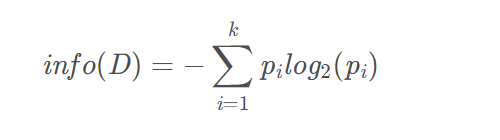 info(D) = − ∑_{i=1}^{k} p_i log_2(p_i)